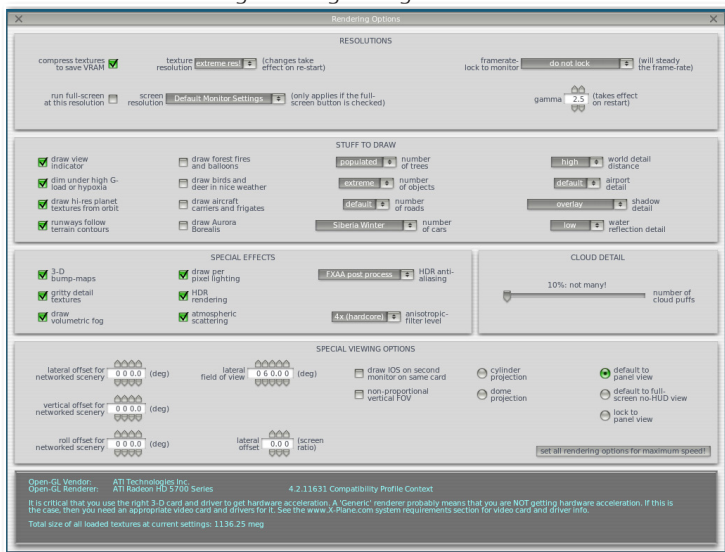 Rendering Options
RESOLUTIONS
compress textures
to save VRAM
texture
resolution
extreme res!
(changes take
effect on re-start)
framerate-
lock to monitor
do not lock
(will steady
the frame-rate)
run full-screen
at this resolution
screen
resolution
Default Monitor Settings
(only applies if the full-
screen button is checked)
gamma
2.5
(takes effect
on restart)
STUFF TO DRAW
draw view
indicator
draw forest fires
and balloons
populated
number
of trees
high
world detail
distance
dim under high G-
load or hypoxia
draw birds and
deer in nice weather
extreme
number
of objects
default
airport
detail
draw hi-res planet
textures from orbit
draw aircraft
carriers and frigates
default
number
of roads
overlay
shadow
detail
runways follow
terrain contours
draw Aurora
Borealis
Siberia Winter
number
of cars
low
water
reflection detail
SPECIAL EFFECTS
3-D
bump-maps
draw per
pixel lighting
FXAA post process
HDR anti-
aliasing
gritty detail
textures
HDR
rendering
draw
volumetric fog
atmospheric
scattering
4x (hardcore)
anisotropic-
filter level
CLOUD DETAIL
10%: not many!
number of
cloud puffs
SPECIAL VIEWING OPTIONS
lateral offset for
networked scenery
0 0 0.0
(deg)
lateral
field of view
0 6 0.0 0
(deg)
draw IOS on second
monitor on same card
cylinder
projection
default to
panel view
vertical offset for
networked scenery
0 0 0.0
(deg)
non-proportional
vertical FOV
dome
projection
default to full-
screen no-HUD view
lock to
panel view
roll offset for
networked scenery
0 0 0.0
(deg)
lateral
offset
0.0
(screen
ratio)
set all rendering options for maximum speed!
Open-GL Vendor: ATI Technologies Inc.
Open-GL Renderer: ATI Radeon HD 5700 Series 4.2.11631 Compatibility Profile Context
It is critical that you use the right 3-D card and driver to get hardware acceleration. A 'Generic' renderer probably means that you are NOT getting hardware acceleration. If this is
the case, then you need an appropriate video card and drivers for it. See the www.X-Plane.com system requirements section for video card and driver info.
Total size of all loaded textures at current settings: 1136.25 meg